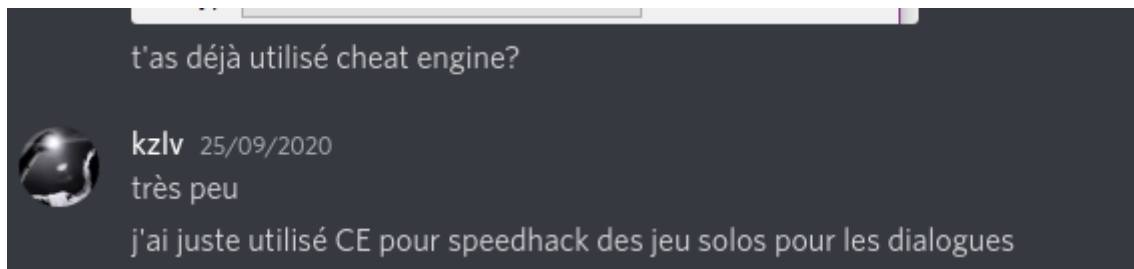 t'as déjà utilisé cheat engine?
kzlv 25/09/2020
très peu
j'ai juste utilisé CE pour speedhack des jeu solos pour les dialogues